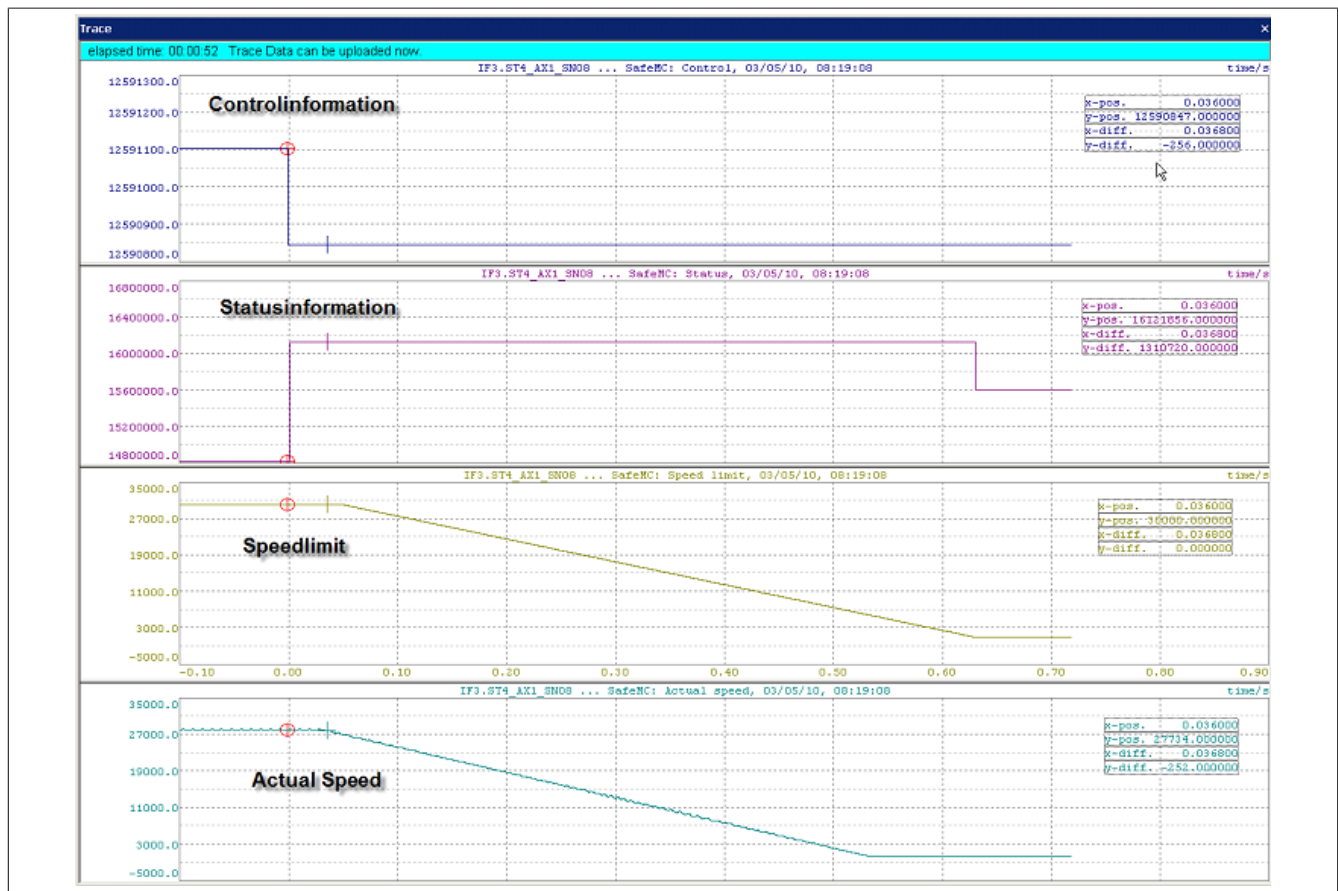 Trace
elapsed time: 00:00:52 Trace Data can be uploaded now.
IF3.ST4_AX1_SN08 ... SafeMC: Control, 03/05/10, 08:19:08 time/s
12591300.0
Controlinformation
12591200.0
12591100.0
12591000.0
12590900.0
12590800.0
x-pos. 0.036000
y-pos. 12590847.000000
x-diff. 0.036800
y-diff. -256.000000
IF3.ST4_AX1_SN08 ... SafeMC: Status, 03/05/10, 08:19:08 time/s
16800000.0
Statusinformation
16400000.0
16000000.0
15600000.0
15200000.0
14800000.0
x-pos. 0.036000
y-pos. 16121856.000000
x-diff. 0.036800
y-diff. 1310720.000000
IF3.ST4_AX1_SN08 ... SafeMC: Speed limit, 03/05/10, 08:19:08 time/s
35000.0
27000.0
Speedlimit
19000.0
11000.0
3000.0
-5000.0
x-pos. 0.036000
y-pos. 30000.000000
x-diff. 0.036800
y-diff. 0.000000
-0.10 0.00 0.10 0.20 0.30 0.40 0.50 0.60 0.70 0.80 0.90
IF3.ST4_AX1_SN08 ... SafeMC: Actual speed, 03/05/10, 08:19:08 time/s
35000.0
27000.0
19000.0
Actual Speed
11000.0
3000.0
-5000.0
x-pos. 0.036000
y-pos. 27734.000000
x-diff. 0.036800
y-diff. -252.000000